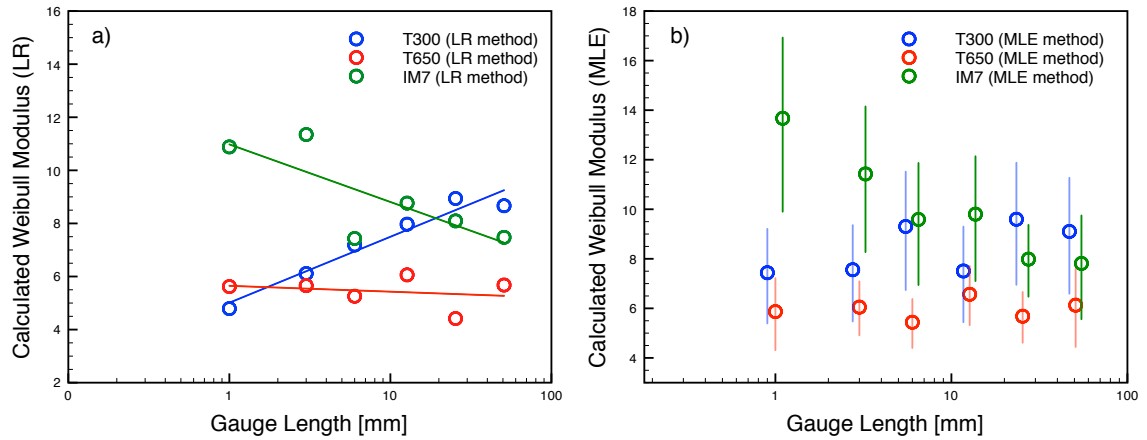 a)
T300 (LR method)
T650 (LR method)
IM7 (LR method)
Calculated Weibull Modulus (LR)
16
14
12
10
8
6
4
2
0
0
1
10
100
Gauge Length [mm]
b)
T300 (MLE method)
T650 (MLE method)
IM7 (MLE method)
Calculated Weibull Modulus (MLE)
18
16
14
12
10
8
6
4
0
1
10
100
Gauge Length [mm]